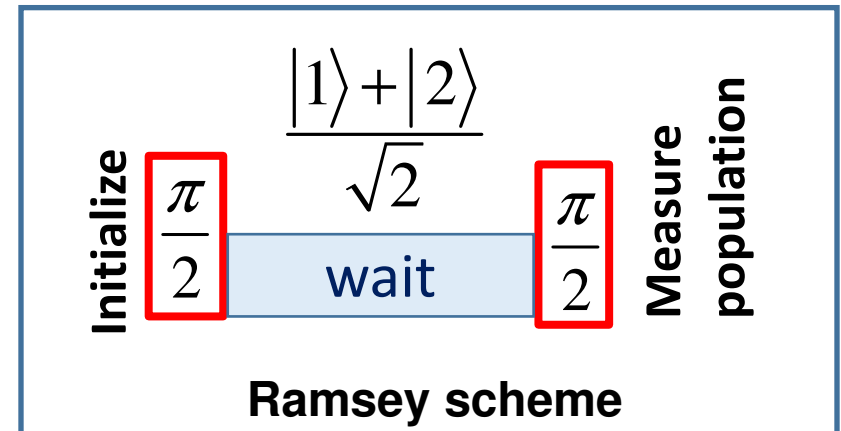 |1⟩+|2⟩
√2
Initialize
π
2
wait
π
2
Measure
population
Ramsey scheme